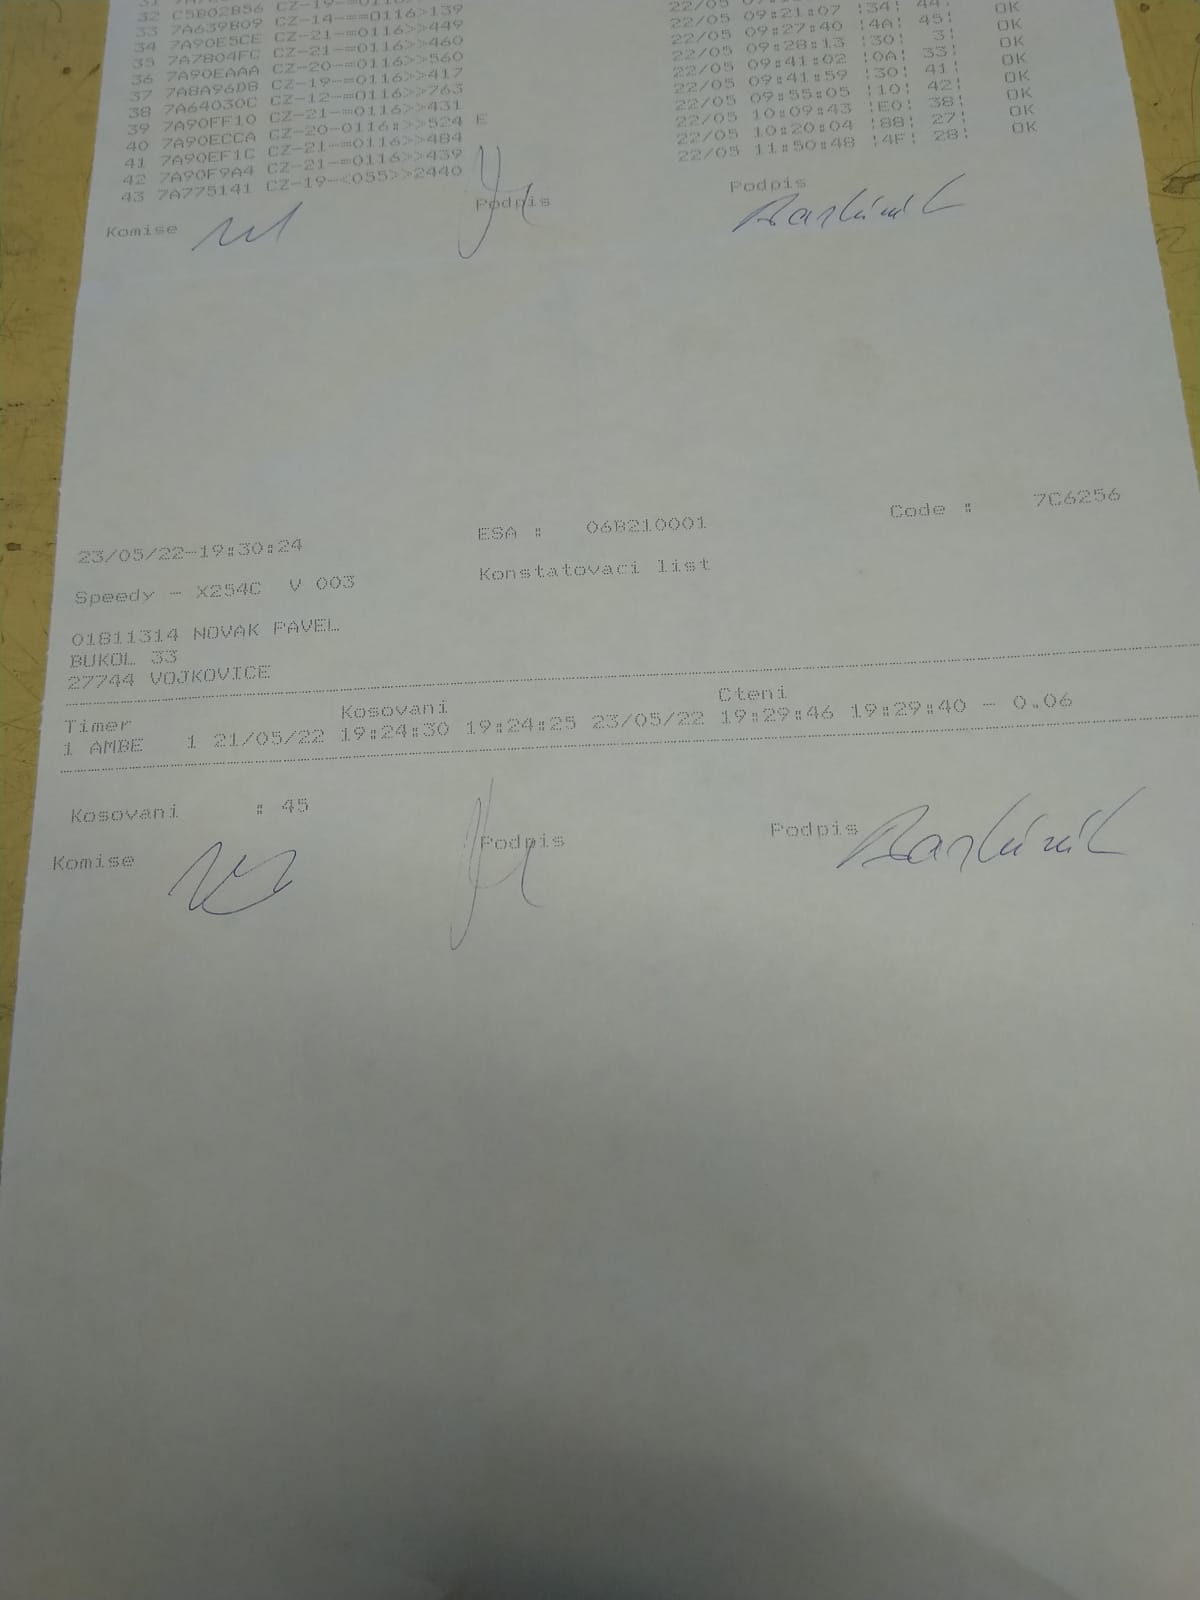 32 C5B02856 CZ-19-=0116>139
33 7A639B09 CZ-14-==0116>139 22/05 09:21:07 !34! 44! OK
34 7A90E5CE CZ-21-=0116>>449 22/05 09:27:40 !4A! 45! OK
35 7A7804FC CZ-21-=0116>>460 22/05 09:28:13 !30! 3! OK
36 7A90EAAA CZ-20-=0116>>560 22/05 09:41:02 !0A! 33! OK
37 7A8A96DB CZ-19-=0116>>417 22/05 09:41:59 !30! 41! OK
38 7A64030C CZ-12-=0116>>763 22/05 09:55:05 !10! 42! OK
39 7A90FF10 CZ-21-=0116>>431 22/05 10:09:43 !E0! 38! OK
40 7A90ECCA CZ-20-0116:>>524 E 22/05 10:20:04 !88! 27! OK
41 7A90EF1C CZ-21-=0116>>484 22/05 11:50:48 !4F! 28! OK
42 7A90F9A4 CZ-21-=0116>>439
43 7A775141 CZ-19-<055>>2440
Komise Podpis Podpis
23/05/22-19:30:24 ESA : 06B210001 Code : 7C6256
Speedy - X254C V 003 Konstatovaci list
01811314 NOVAK PAVEL
BUKOL 33
27744 VOJKOVICE
Timer Kosovani Cteni
1 AMBE 1 21/05/22 19:24:30 19:24:25 23/05/22 19:29:46 19:29:40 - 0.06
Kosovani : 45
Komise Podpis Podpis